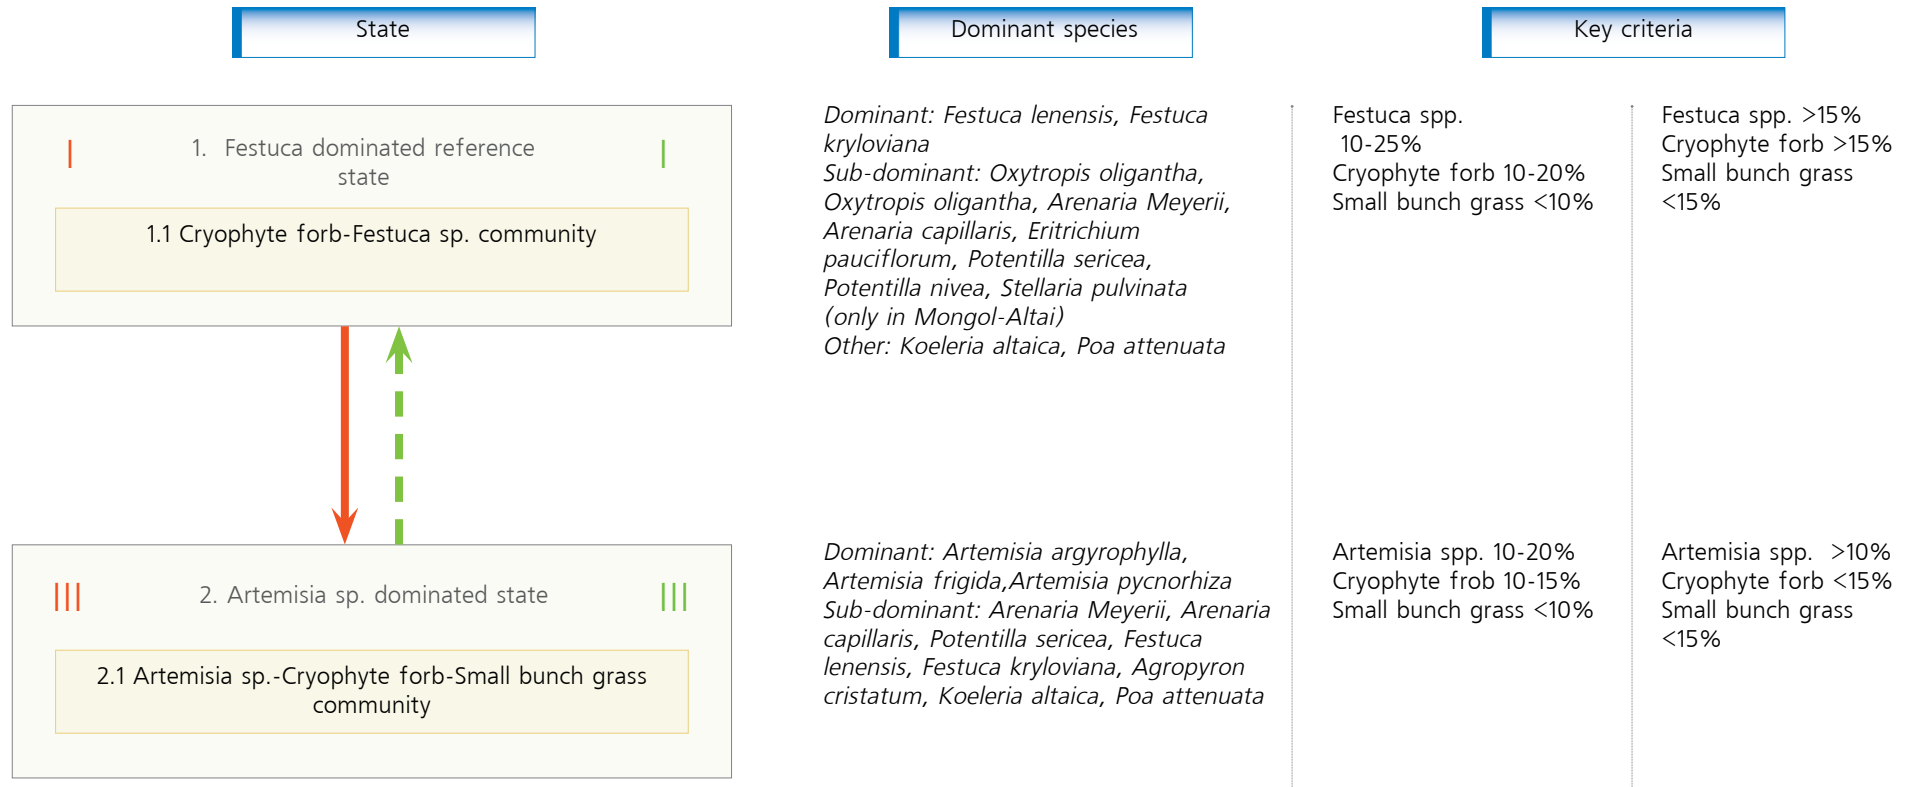 State
Dominant species
Key criteria
1. Festuca dominated reference
state
1.1 Cryophyte forb-Festuca sp. community
Dominant: Festuca lenensis, Festuca
kryloviana
Sub-dominant: Oxytropis oligantha,
Oxytropis oligantha, Arenaria Meyerii,
Arenaria capillaris, Eritrichium
pauciflorum, Potentilla sericea,
Potentilla nivea, Stellaria pulvinata
(only in Mongol-Altai)
Other: Koeleria altaica, Poa attenuata
Festuca spp.
10-25%
Cryophyte forb 10-20%
Small bunch grass <10%
Festuca spp. >15%
Cryophyte forb >15%
Small bunch grass
<15%
2. Artemisia sp. dominated state
2.1 Artemisia sp.-Cryophyte forb-Small bunch grass
community
Dominant: Artemisia argyrophylla,
Artemisia frigida,Artemisia pycnorhiza
Sub-dominant: Arenaria Meyerii, Arenaria
capillaris, Potentilla sericea, Festuca
lenensis, Festuca kryloviana, Agropyron
cristatum, Koeleria altaica, Poa attenuata
Artemisia spp. 10-20%
Cryophyte frob 10-15%
Small bunch grass <10%
Artemisia spp. >10%
Cryophyte forb <15%
Small bunch grass
<15%